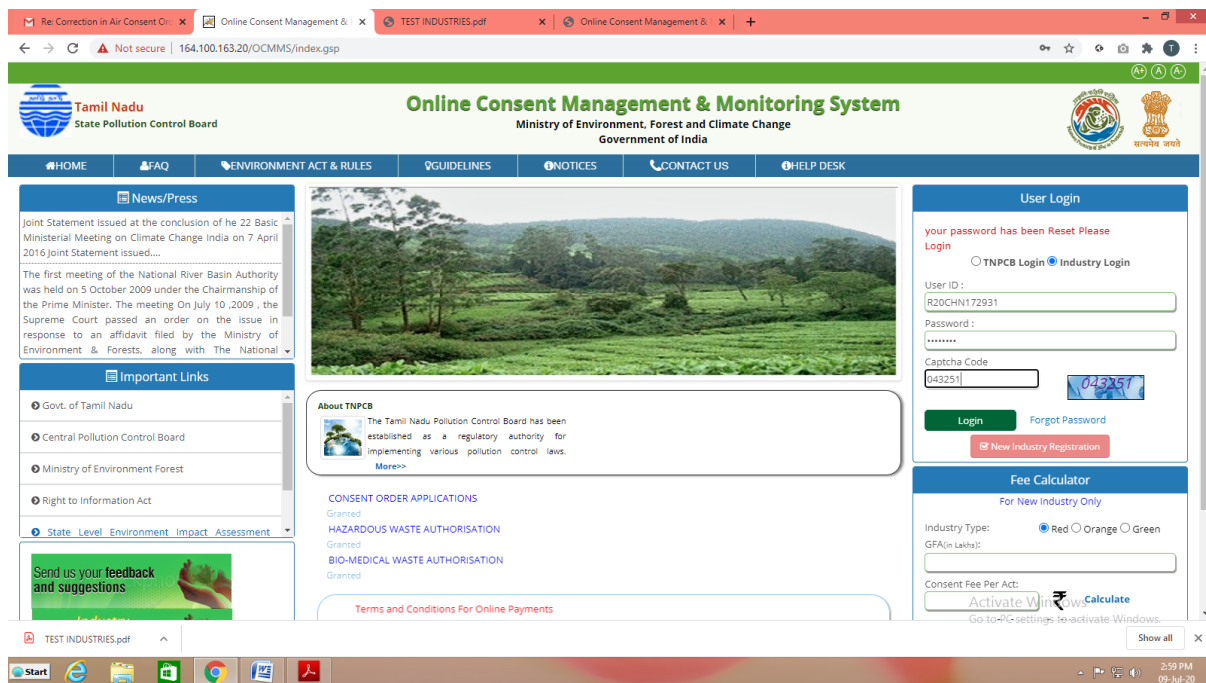 Re: Correction in Air Consent Ord
Online Consent Management &
TEST INDUSTRIES.pdf
Online Consent Management &
Not secure
164.100.163.20/OCMMS/index.gsp
T
A+ A A-
Tamil Nadu
State Pollution Control Board
Online Consent Management & Monitoring System
Ministry of Environment, Forest and Climate Change
Government of India
सत्यमेव जयते
HOME
FAQ
ENVIRONMENT ACT & RULES
GUIDELINES
NOTICES
CONTACT US
HELP DESK
News/Press
Joint Statement issued at the conclusion of he 22 Basic
Ministerial Meeting on Climate Change India on 7 April
2016 Joint Statement issued....
The first meeting of the National River Basin Authority
was held on 5 October 2009 under the Chairmanship of
the Prime Minister. The meeting On July 10 ,2009 , the
Supreme Court passed an order on the issue in
response to an affidavit filed by the Ministry of
Environment & Forests, along with The National
Important Links
Govt. of Tamil Nadu
Central Pollution Control Board
Ministry of Environment Forest
Right to Information Act
State Level Environment Impact Assessment
Send us your feedback
and suggestions
About TNPCB
The Tamil Nadu Pollution Control Board has been
established as a regulatory authority for
implementing various pollution control laws.
More>>
CONSENT ORDER APPLICATIONS
Granted
HAZARDOUS WASTE AUTHORISATION
Granted
BIO-MEDICAL WASTE AUTHORISATION
Granted
Terms and Conditions For Online Payments
User Login
your password has been Reset Please
Login
TNPCB Login Industry Login
User ID :
R20CHN172931
Password :
••••••••
Captcha Code
043251
043251
Login
Forgot Password
New Industry Registration
Fee Calculator
For New Industry Only
Industry Type: Red Orange Green
GFA(in Lakhs):
Consent Fee Per Act:
₹ Calculate
Activate Windows
Go to PC settings to activate Windows.
TEST INDUSTRIES.pdf
Show all
Start
2:59 PM
09-Jul-20